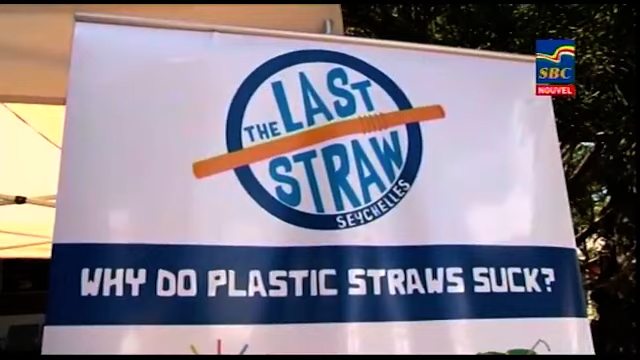 THE LAST
STRAW
SEYCHELLES
SBC
NOUVEL
WHY DO PLASTIC STRAWS SUCK?